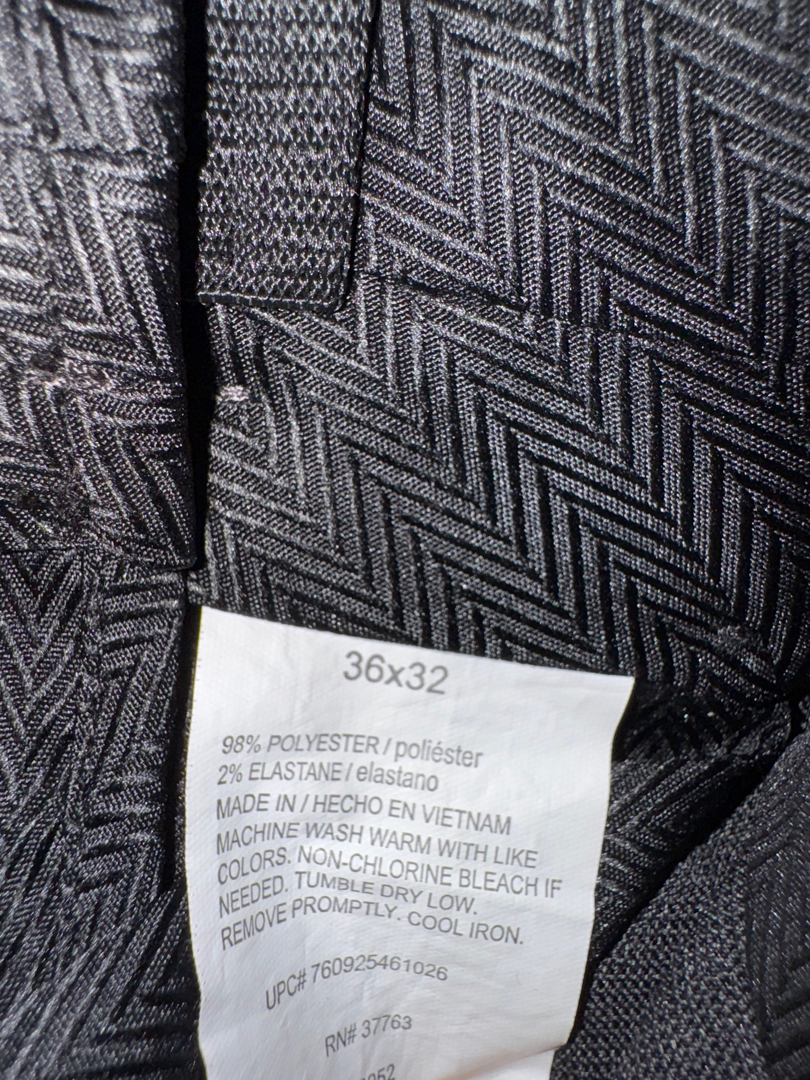 36x32
98% POLYESTER / poliéster
2% ELASTANE / elastano
MADE IN / HECHO EN VIETNAM
MACHINE WASH WARM WITH LIKE
COLORS. NON-CHLORINE BLEACH IF
NEEDED. TUMBLE DRY LOW.
REMOVE PROMPTLY. COOL IRON.
UPC# 760925461026
RN# 37763